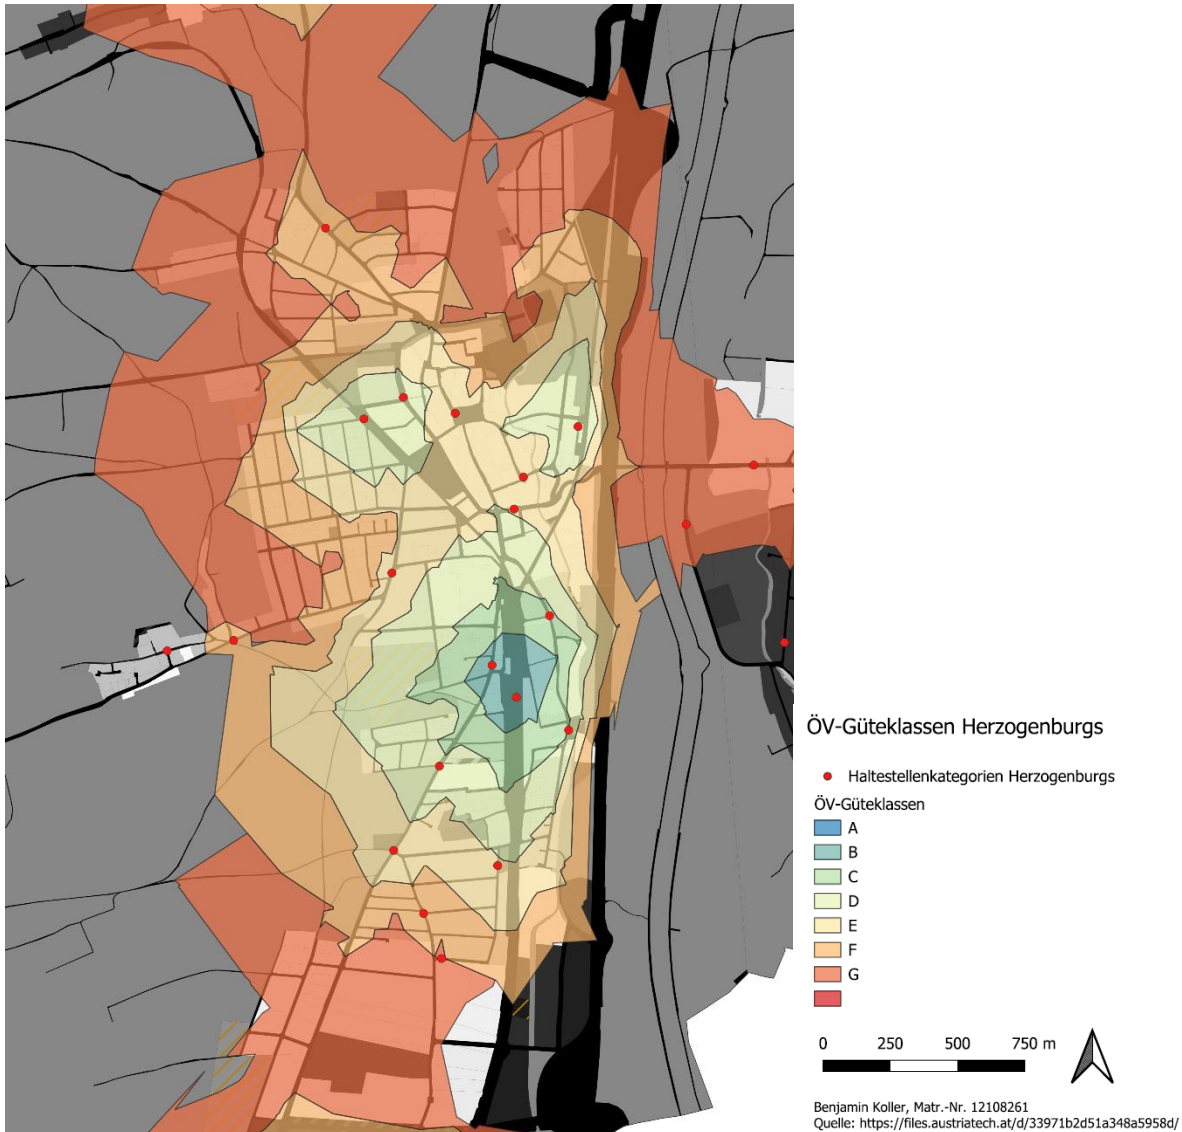 ÖV-Güteklassen Herzogenburgs
Haltestellenkategorien Herzogenburgs
ÖV-Güteklassen
A
B
C
D
E
F
G
0 250 500 750 m
Benjamin Koller, Matr.-Nr. 12108261
Quelle: https://files.austriatech.at/d/33971b2d51a348a5958d/